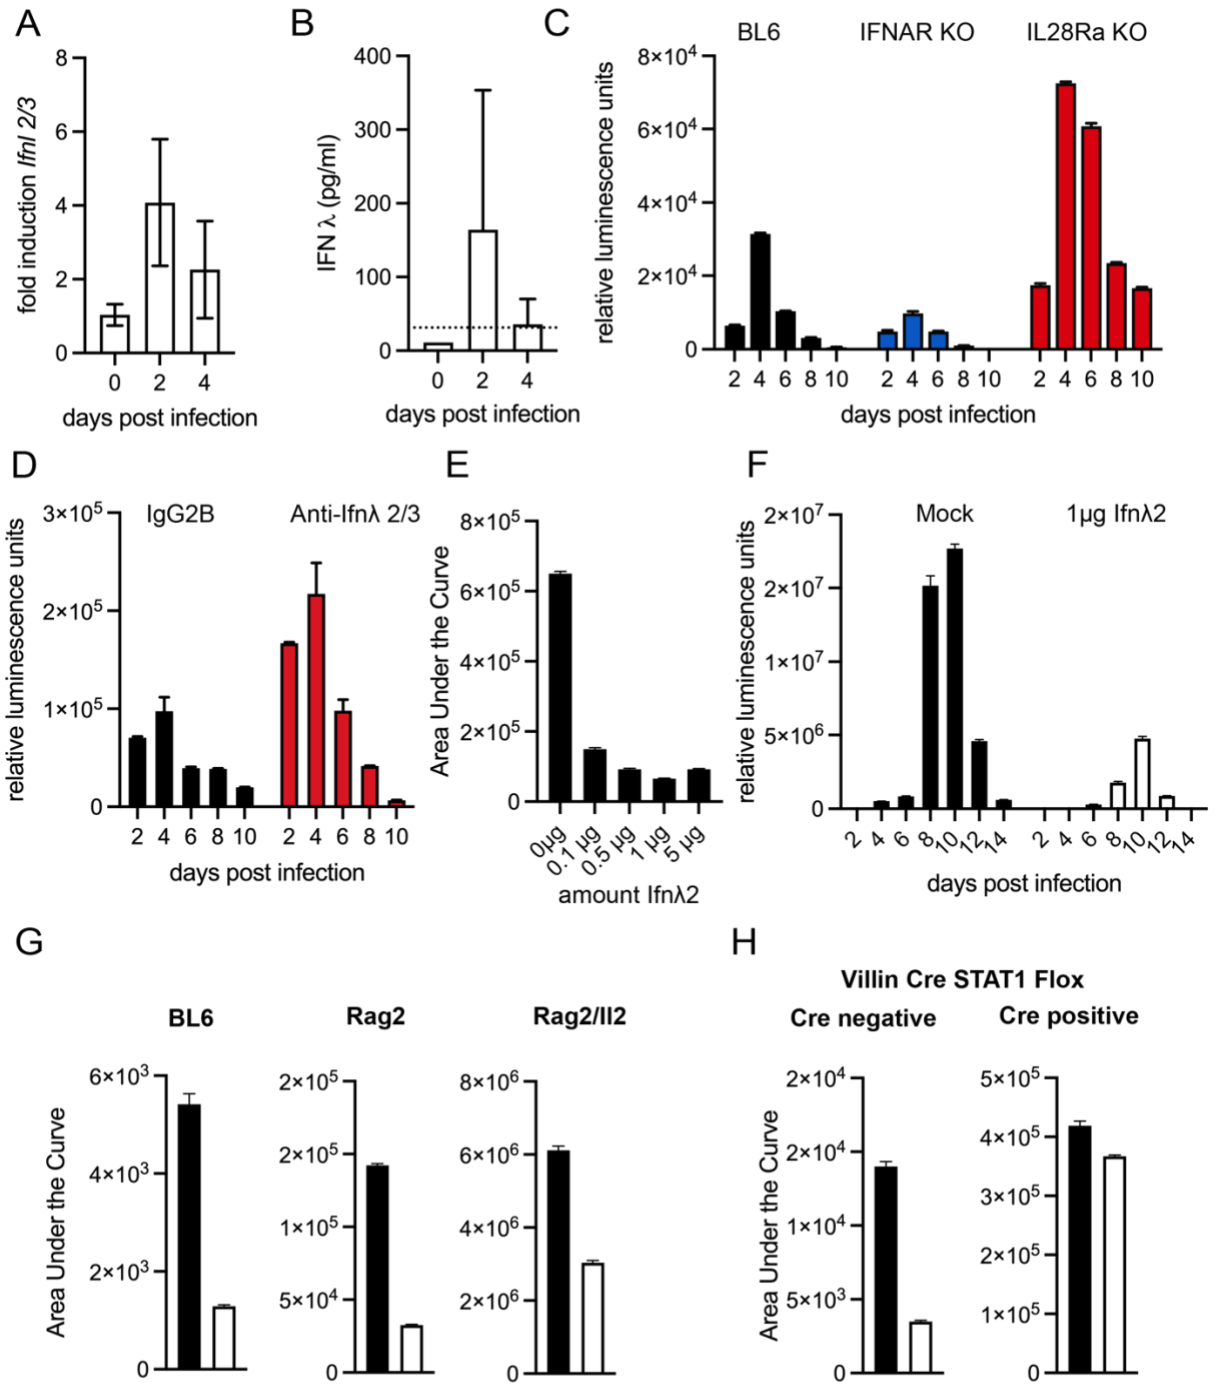 A
fold induction Ifnl 2/3
8
6
4
2
0
0 2 4
days post infection
B
IFN λ (pg/ml)
400
300
200
100
0
0 2 4
days post infection
C
BL6 IFNAR KO IL28Ra KO
relative luminescence units
8×10⁴
6×10⁴
4×10⁴
2×10⁴
0
2 4 6 8 10 2 4 6 8 10 2 4 6 8 10
days post infection
D
IgG2B Anti-Ifnλ 2/3
relative luminescence units
3×10⁵
2×10⁵
1×10⁵
0
2 4 6 8 10 2 4 6 8 10
days post infection
E
Area Under the Curve
8×10⁵
6×10⁵
4×10⁵
2×10⁵
0
0µg 0.1 µg 0.5 µg 1 µg 5 µg
amount Ifnλ2
F
Mock 1µg Ifnλ2
relative luminescence units
2×10⁷
2×10⁷
1×10⁷
5×10⁶
0
2 4 6 8 10 12 14 2 4 6 8 10 12 14
days post infection
G
BL6
Area Under the Curve
6×10³
4×10³
2×10³
0
Rag2
2×10⁵
2×10⁵
1×10⁵
5×10⁴
0
Rag2/Il2
8×10⁶
6×10⁶
4×10⁶
2×10⁶
0
H
Villin Cre STAT1 Flox
Cre negative
Area Under the Curve
2×10⁴
2×10⁴
1×10⁴
5×10³
0
Cre positive
5×10⁵
4×10⁵
3×10⁵
2×10⁵
1×10⁵
0